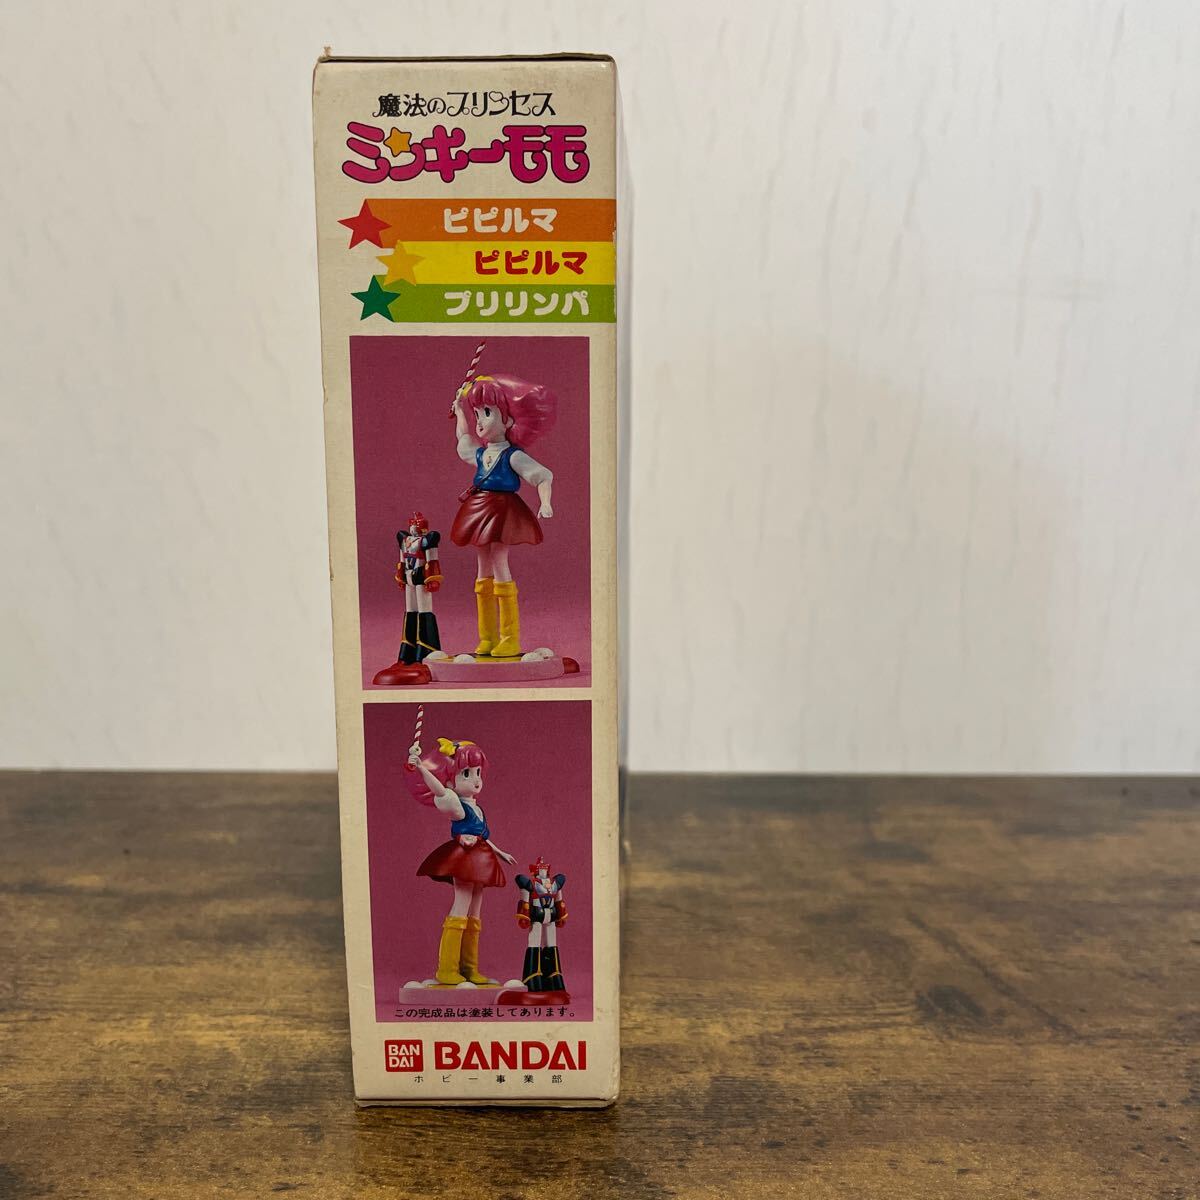 魔法のプリンセス
ミンキーモモ
ピピルマ
ピピルマ
プリリンパ
この完成品は塗装してあります。
BAN
DAI
BANDAI
ホビー事業部